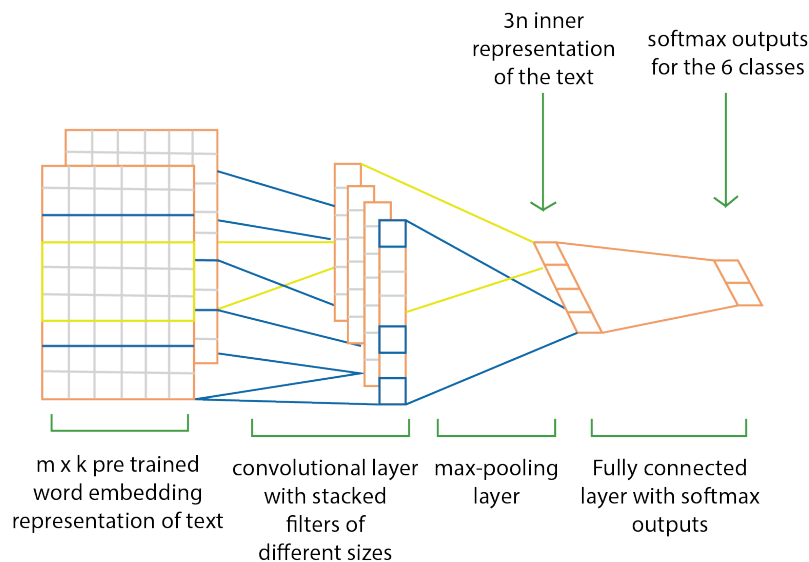 3n inner
representation
of the text
softmax outputs
for the 6 classes
m x k pre trained
word embedding
representation of text
convolutional layer
with stacked
filters of
different sizes
max-pooling
layer
Fully connected
layer with softmax
outputs